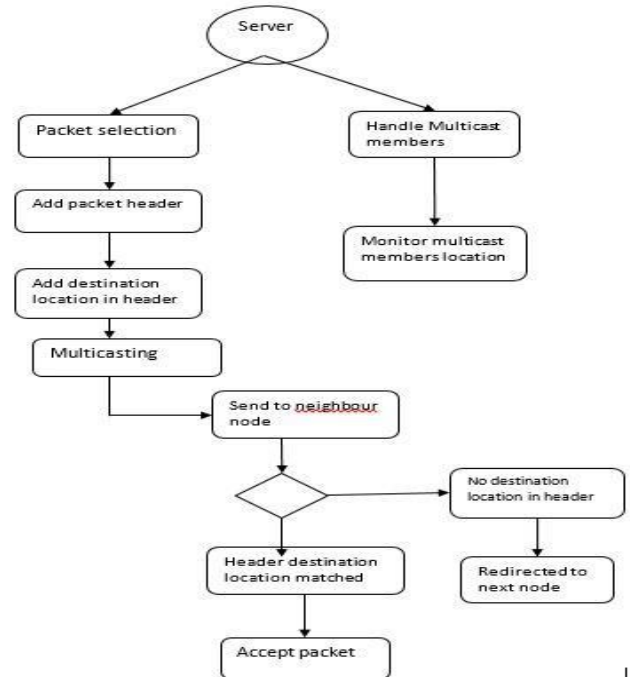 Server
Packet selection
Handle Multicast
members
Add packet header
Monitor multicast
members location
Add destination
location in header
Multicasting
Send to neighbour
node
No destination
location in header
Header destination
location matched
Redirected to
next node
Accept packet